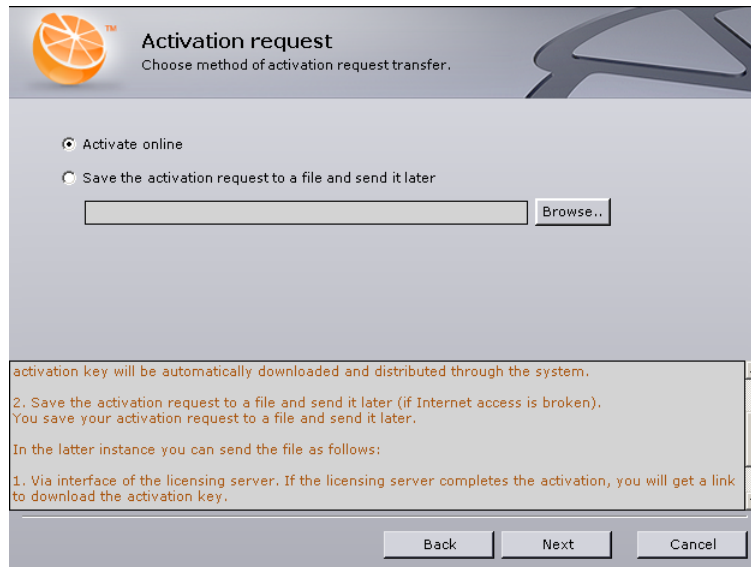 TM
Activation request
Choose method of activation request transfer.
Activate online
Save the activation request to a file and send it later
Browse..
activation key will be automatically downloaded and distributed through the system.
2. Save the activation request to a file and send it later (if Internet access is broken).
You save your activation request to a file and send it later.
In the latter instance you can send the file as follows:
1. Via interface of the licensing server. If the licensing server completes the activation, you will get a link
to download the activation key.
Back
Next
Cancel